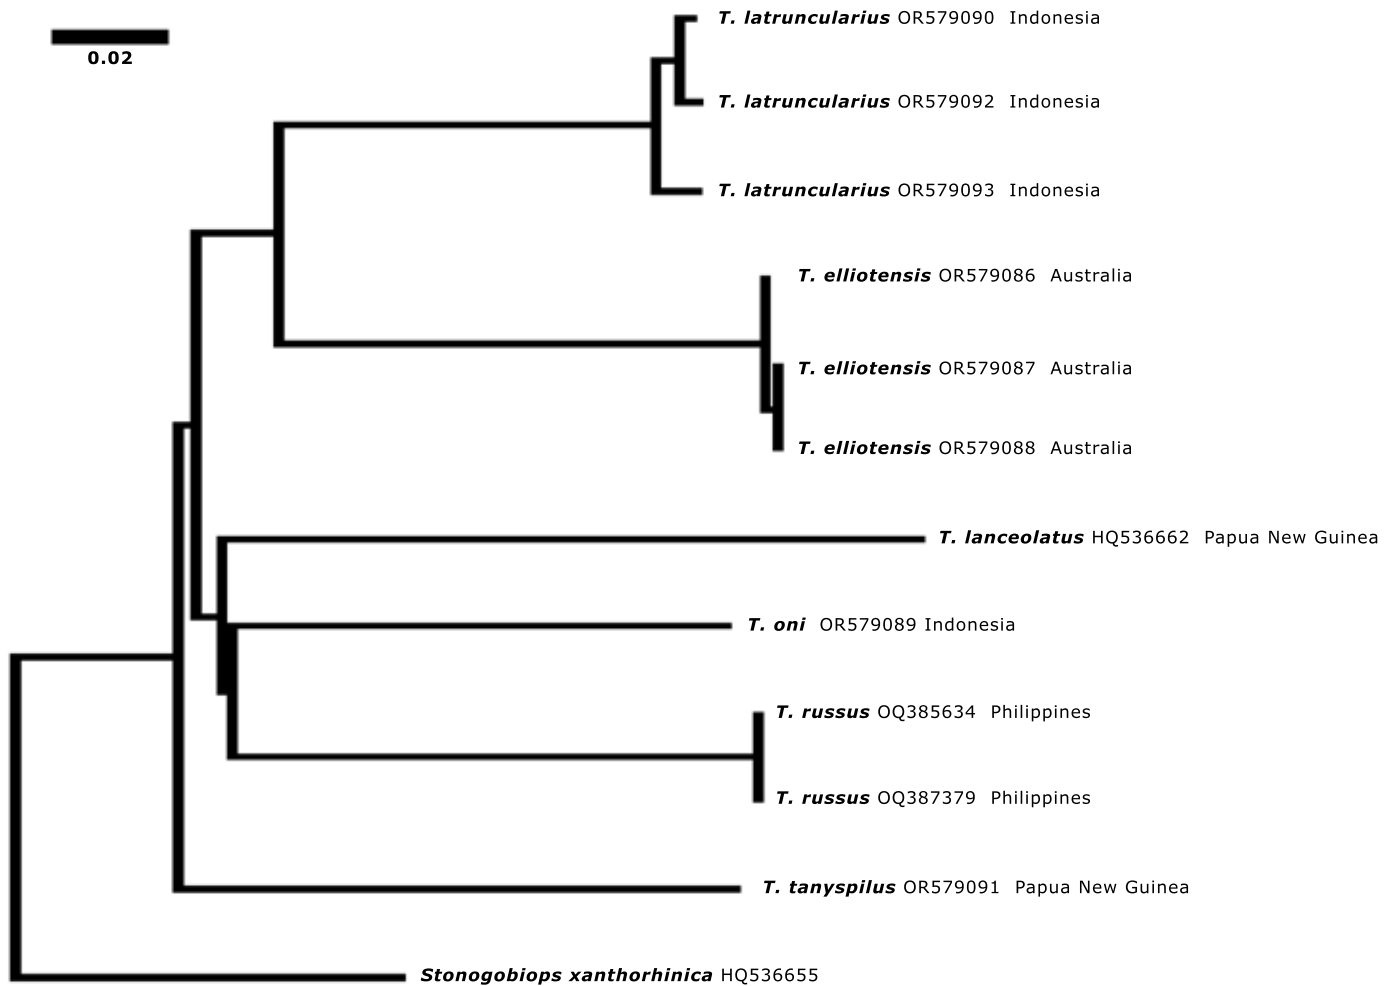 T. latruncularius OR579090 Indonesia
0.02
T. latruncularius OR579092 Indonesia
T. latruncularius OR579093 Indonesia
T. elliotensis OR579086 Australia
T. elliotensis OR579087 Australia
T. elliotensis OR579088 Australia
T. lanceolatus HQ536662 Papua New Guinea
T. oni OR579089 Indonesia
T. russus OQ385634 Philippines
T. russus OQ387379 Philippines
T. tanyspilus OR579091 Papua New Guinea
Stonogobiops xanthorhinica HQ536655